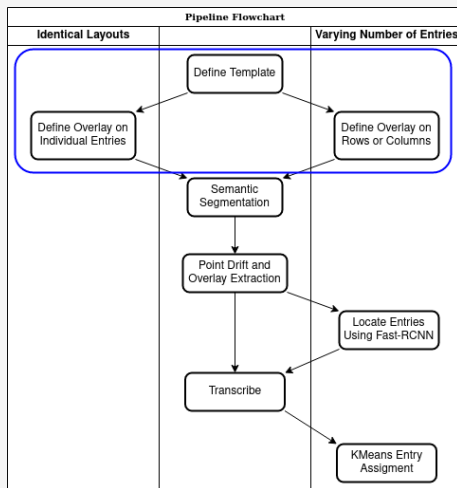 Pipeline Flowchart
Identical Layouts
Varying Number of Entries
Define Template
Define Overlay on
Individual Entries
Define Overlay on
Rows or Columns
Semantic
Segmentation
Point Drift and
Overlay Extraction
Locate Entries
Using Fast-RCNN
Transcribe
KMeans Entry
Assigment